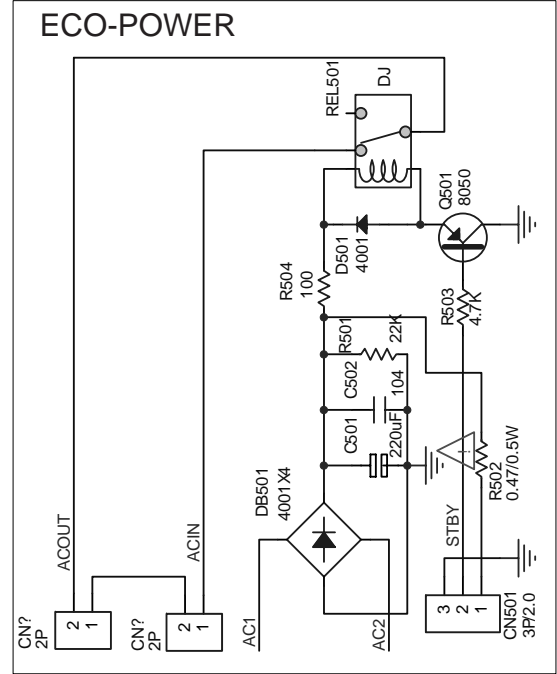 ECO-POWER
DJ
REL501
Q501
8050
D501
4001
R504
100
R503
4.7K
R501
22K
C502
104
C501
220uF
R502
0.47/0.5W
DB501
4001X4
ACOUT
ACIN
STBY
CN?
2P
2
1
CN?
2P
2
1
AC1
AC2
3
2
1
CN501
3P/2.0